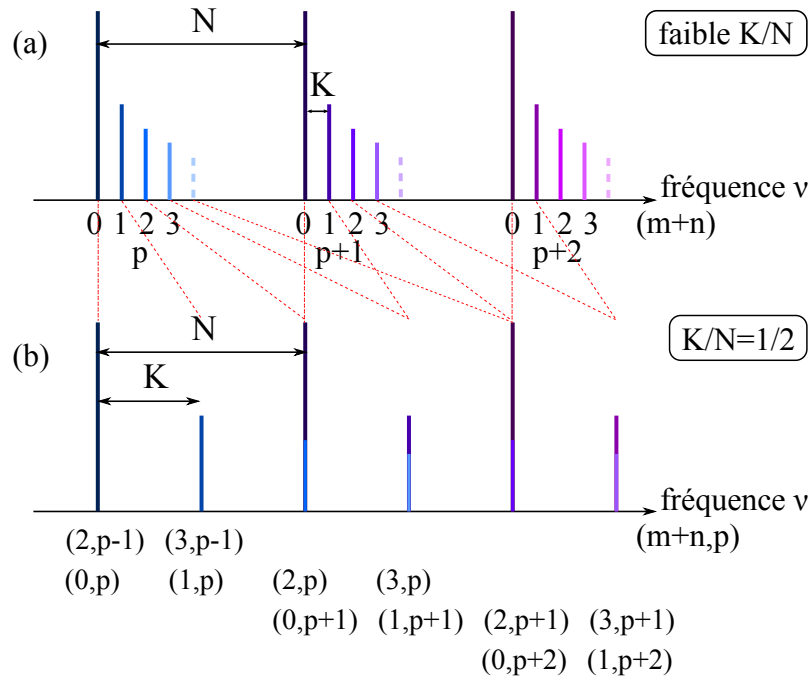 (a)
N
faible K/N
K
fréquence ν
0 1 2 3 0 1 2 3 0 1 2 3 (m+n)
p p+1 p+2
(b)
N
K/N=1/2
K
fréquence ν
(m+n,p)
(2,p-1) (3,p-1)
(0,p) (1,p) (2,p) (3,p)
(0,p+1) (1,p+1) (2,p+1) (3,p+1)
(0,p+2) (1,p+2)